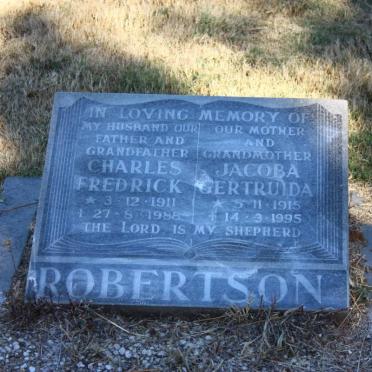 IN LOVING MEMORY OF
MY HUSBAND OUR
FATHER AND
GRANDFATHER
CHARLES
FREDRICK
* 3-12-1911
† 27-8-1988
OUR MOTHER
AND
GRANDMOTHER
JACOBA
GERTRUIDA
* 5-11-1915
† 14-3-1995
THE LORD IS MY SHEPHERD
ROBERTSON